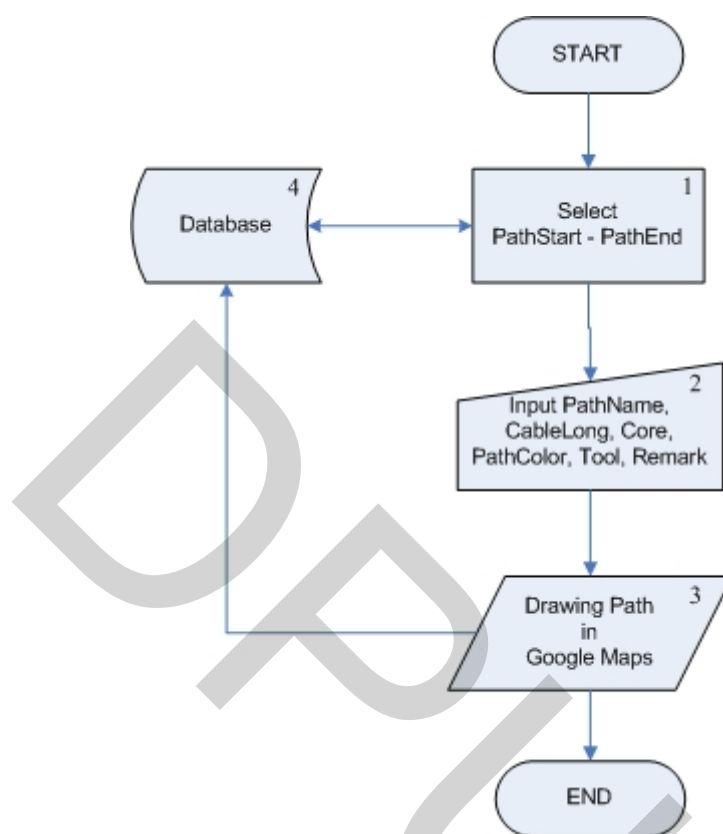 START
1
Select
PathStart - PathEnd
4
Database
2
Input PathName,
CableLong, Core,
PathColor, Tool, Remark
3
Drawing Path
in
Google Maps
END
DPU